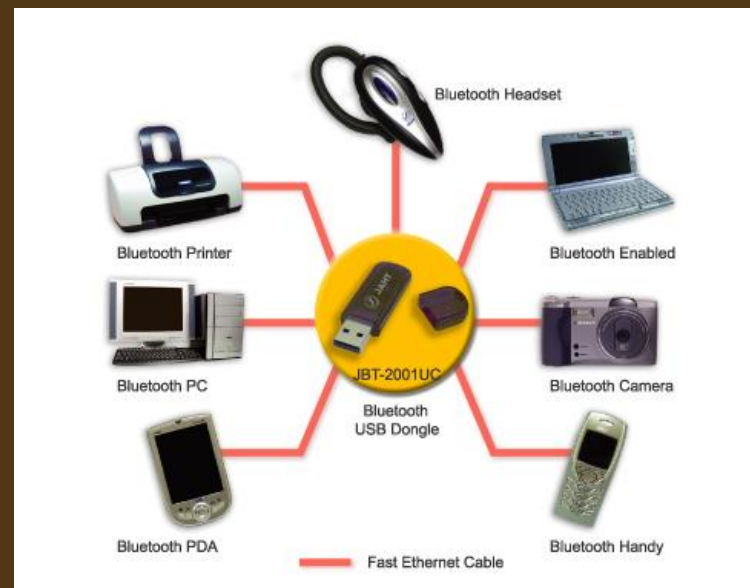 Bluetooth Headset
Bluetooth Printer
Bluetooth Enabled
JAHT
JBT-2001UC
Bluetooth PC
Bluetooth
USB Dongle
Bluetooth Camera
Bluetooth PDA
Bluetooth Handy
Fast Ethernet Cable